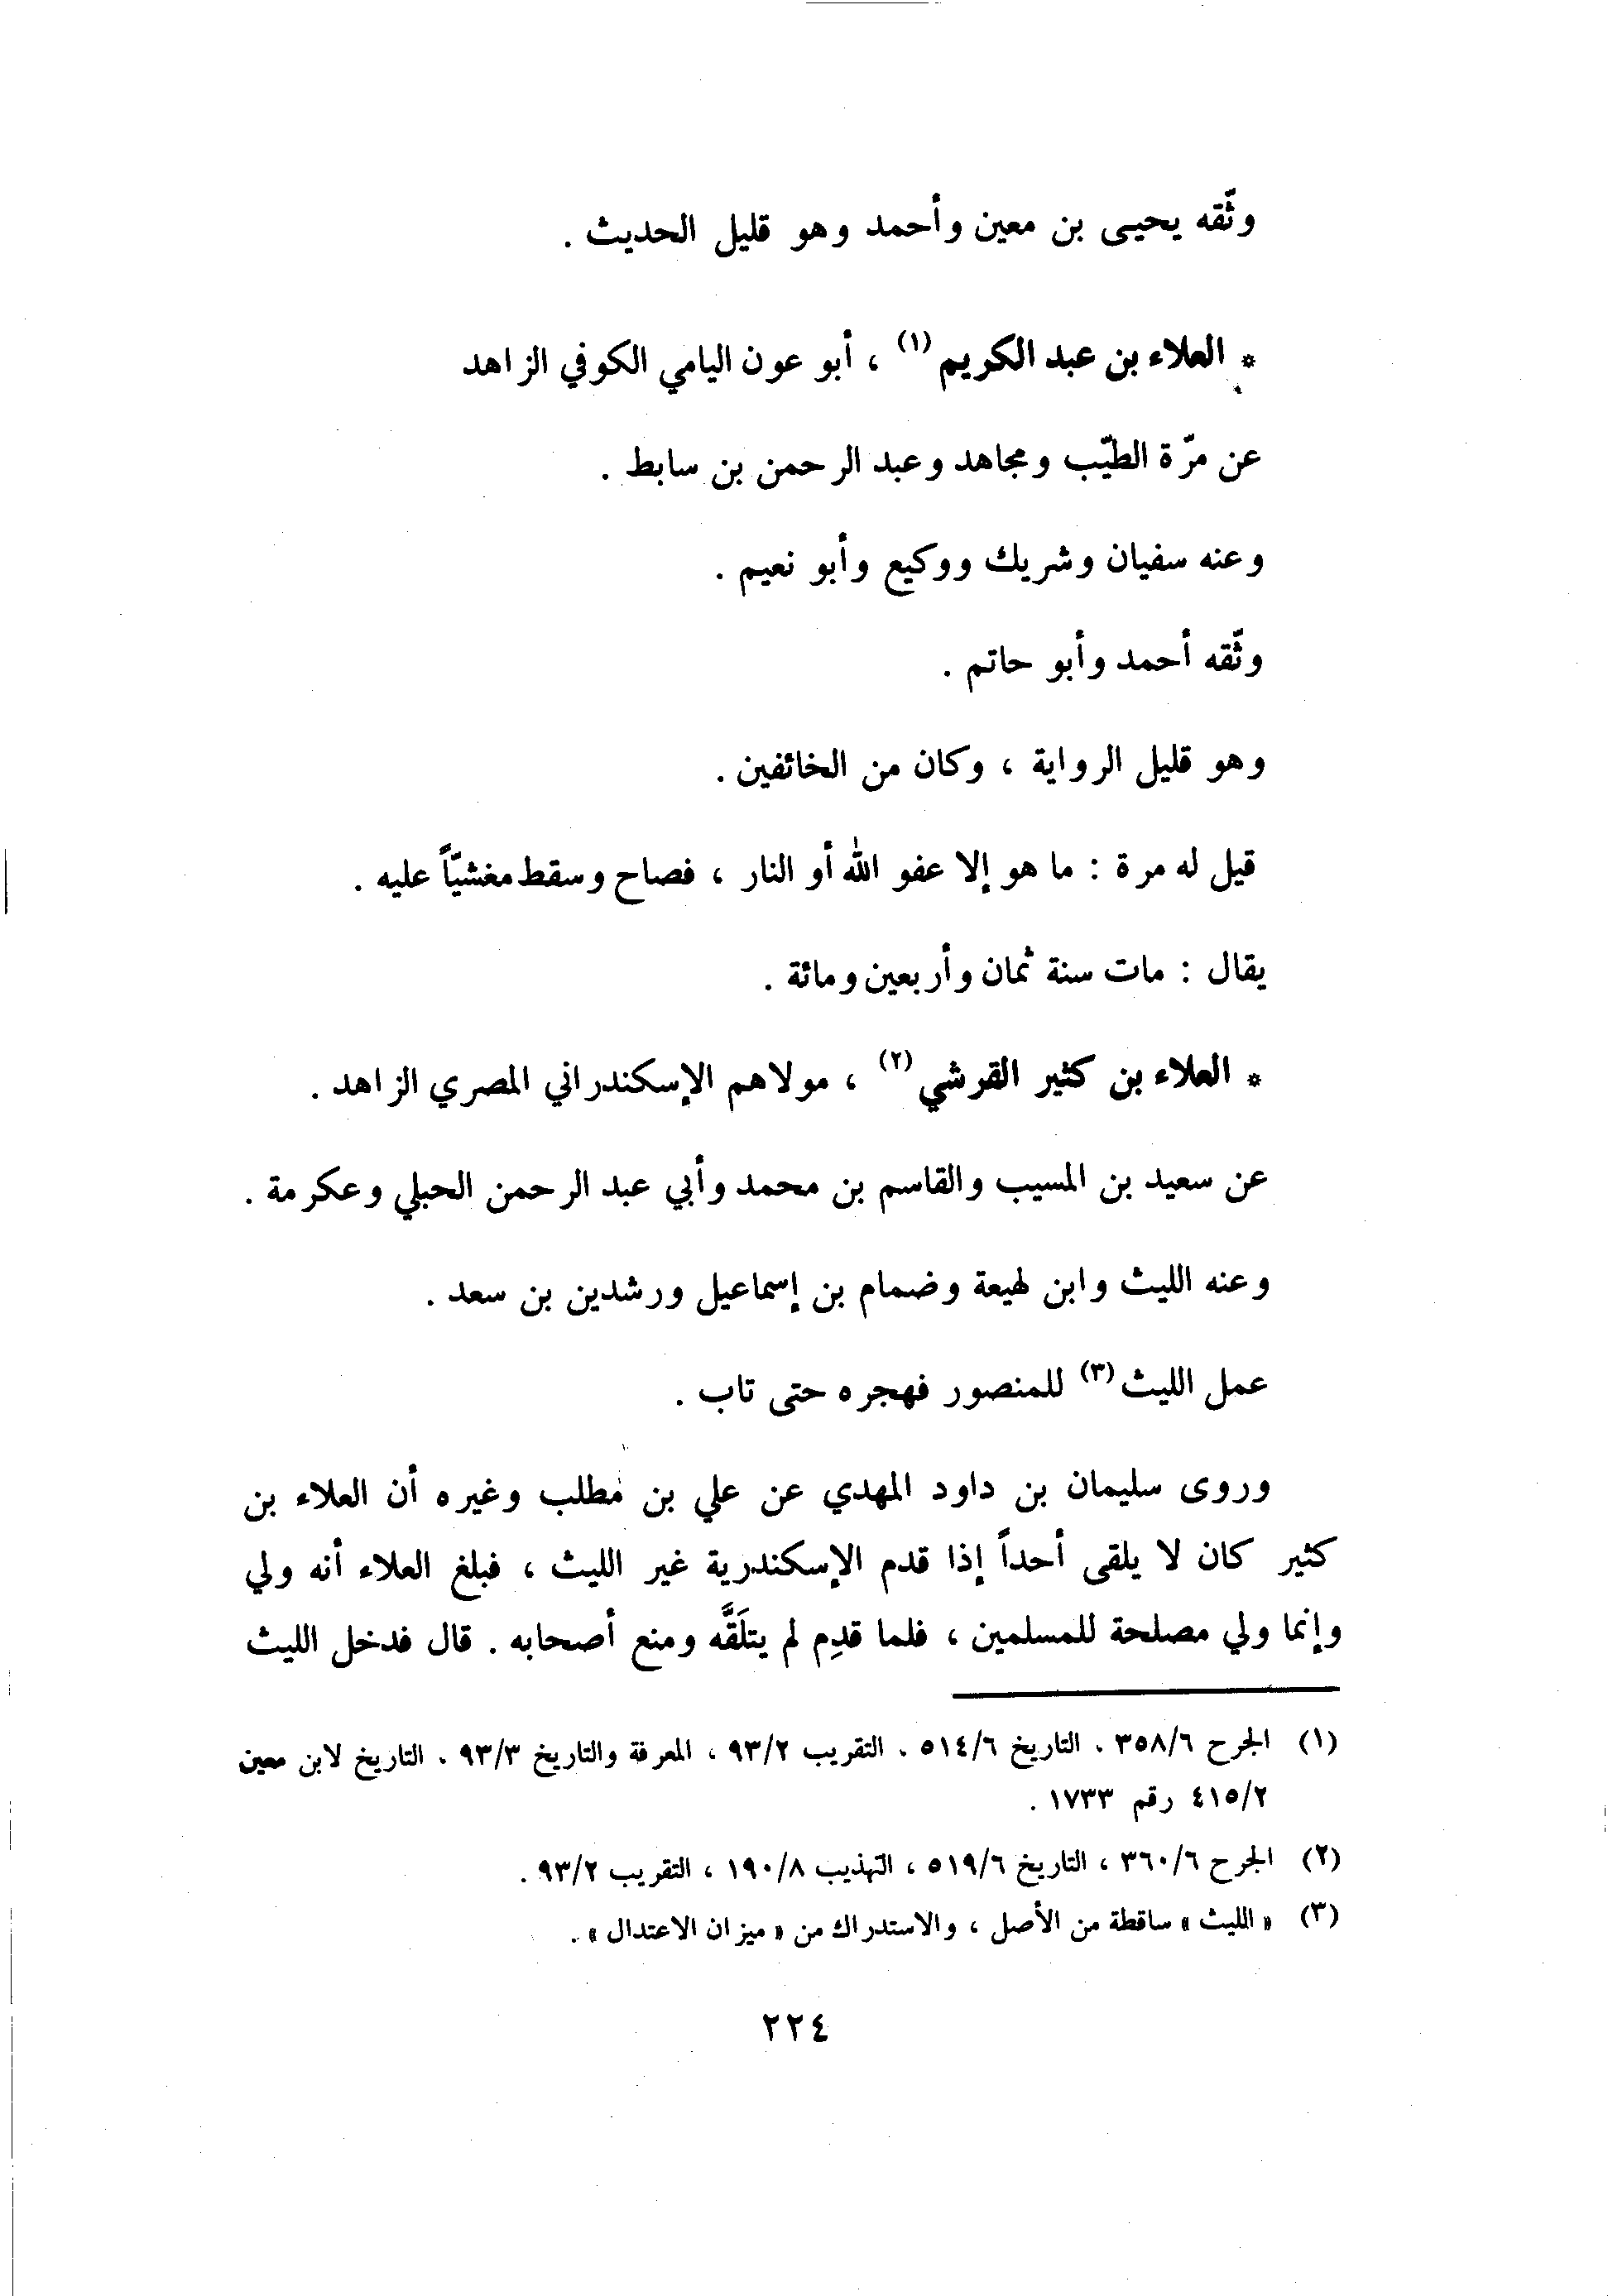 وثّقه يحيى بن معين وأحمد وهو قليل الحديث .
* العلاء بن عبد الكريم (١) ، أبو عون اليامي الكوفي الزاهد
عن مرّة الطيّب ومجاهد وعبد الرحمن بن سابط .
وعنه سفيان وشريك ووكيع وأبو نعيم .
وثّقه أحمد وأبو حاتم .
وهو قليل الرواية ، وكان من الخائفين .
قيل له مرة : ما هو إلا عفو الله أو النار ، فصاح وسقط مغشيّاً عليه .
يقال : مات سنة ثمان وأربعين ومائة .
* العلاء بن كثير القرشي (٢) ، مولاهم الإسكندراني المصري الزاهد .
عن سعيد بن المسيب والقاسم بن محمد وأبي عبد الرحمن الحبلي وعكرمة .
وعنه الليث وابن لهيعة وضمام بن إسماعيل ورشدين بن سعد .
عمل الليث (٣) للمنصور فهجره حتى تاب .
وروى سليمان بن داود المهدي عن علي بن مطلب وغيره أن العلاء بن
كثير كان لا يلقى أحداً إذا قدم الإسكندرية غير الليث ، فبلغ العلاء أنه ولي
وإنما ولي مصلحة للمسلمين ، فلما قدِم لم يتلَقَّه ومنع أصحابه . قال فدخل الليث
(١) الجرح ٣٥٨/٦ . التاريخ ٥١٤/٦ . التقريب ٩٣/٢ ، المعرفة والتاريخ ٩٣/٣ . التاريخ لابن معين
٤١٥/٢ رقم ١٧٣٣ .
(٢) الجرح ٣٦٠/٦ ، التاريخ ٥١٩/٦ ، التهذيب ١٩٠/٨ ، التقريب ٩٣/٢ .
(٣) « الليث » ساقطة من الأصل ، والاستدراك من « ميزان الاعتدال » .
٢٢٤